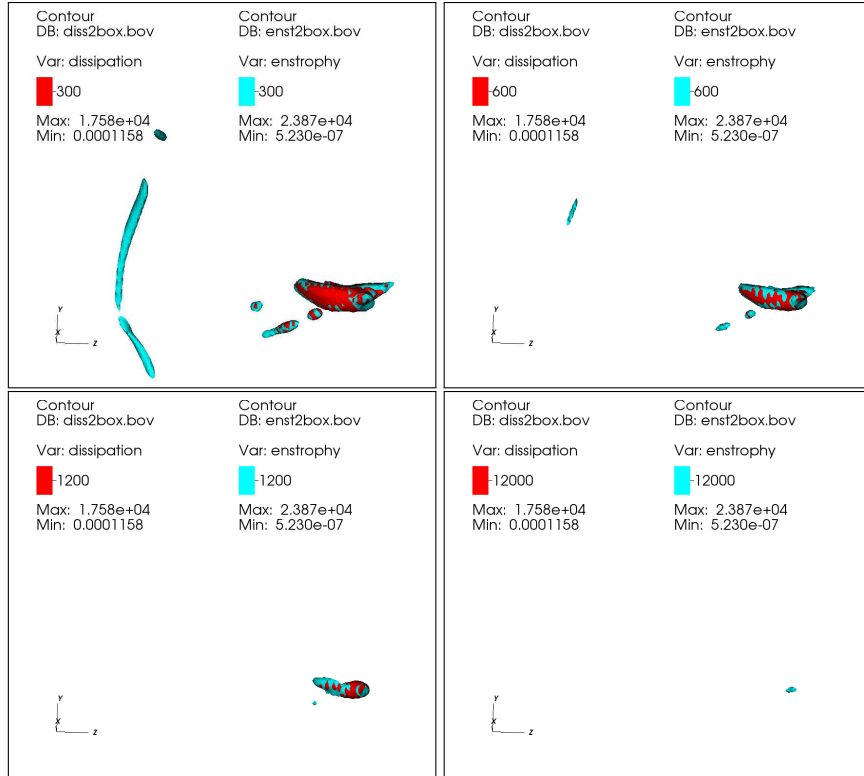 Contour
DB: diss2box.bov
Var: dissipation
300
Max: 1.758e+04
Min: 0.0001158
Contour
DB: enst2box.bov
Var: enstrophy
300
Max: 2.387e+04
Min: 5.230e-07
Y
X
Z
Contour
DB: diss2box.bov
Var: dissipation
600
Max: 1.758e+04
Min: 0.0001158
Contour
DB: enst2box.bov
Var: enstrophy
600
Max: 2.387e+04
Min: 5.230e-07
Y
X
Z
Contour
DB: diss2box.bov
Var: dissipation
1200
Max: 1.758e+04
Min: 0.0001158
Contour
DB: enst2box.bov
Var: enstrophy
1200
Max: 2.387e+04
Min: 5.230e-07
Y
X
Z
Contour
DB: diss2box.bov
Var: dissipation
12000
Max: 1.758e+04
Min: 0.0001158
Contour
DB: enst2box.bov
Var: enstrophy
12000
Max: 2.387e+04
Min: 5.230e-07
Y
X
Z